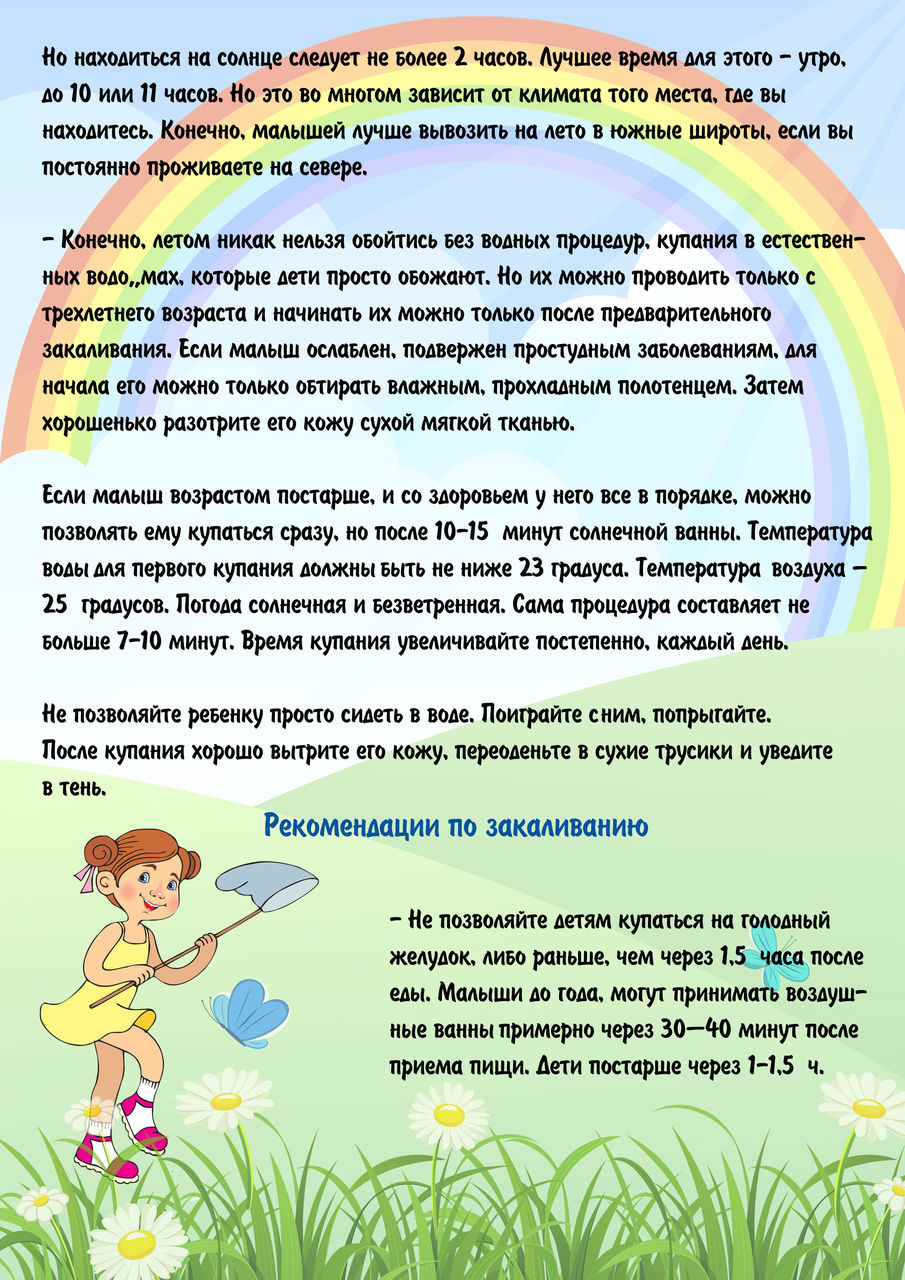 Но находиться на солнце следует не более 2 часов. Лучшее время для этого – утро,
до 10 или 11 часов. Но это во многом зависит от климата того места, где вы
находитесь. Конечно, малышей лучше вывозить на лето в южные широты, если вы
постоянно проживаете на севере.
– Конечно, летом никак нельзя обойтись без водных процедур, купания в естествен-
ных водо,,мах, которые дети просто обожают. Но их можно проводить только с
трехлетнего возраста и начинать их можно только после предварительного
закаливания. Если малыш ослаблен, подвержен простудным заболеваниям, для
начала его можно только обтирать влажным, прохладным полотенцем. Затем
хорошенько разотрите его кожу сухой мягкой тканью.
Если малыш возрастом постарше, и со здоровьем у него все в порядке, можно
позволять ему купаться сразу, но после 10-15 минут солнечной ванны. Температура
воды для первого купания должны быть не ниже 23 градуса. Температура воздуха –
25 градусов. Погода солнечная и безветренная. Сама процедура составляет не
больше 7-10 минут. Время купания увеличивайте постепенно, каждый день.
Не позволяйте ребенку просто сидеть в воде. Поиграйте с ним, попрыгайте.
После купания хорошо вытрите его кожу, переоденьте в сухие трусики и уведите
в тень.
Рекомендации по закаливанию
– Не позволяйте детям купаться на голодный
желудок, либо раньше, чем через 1,5 часа после
еды. Малыши до года, могут принимать воздуш-
ные ванны примерно через 30—40 минут после
приема пищи. Дети постарше через 1-1,5 ч.